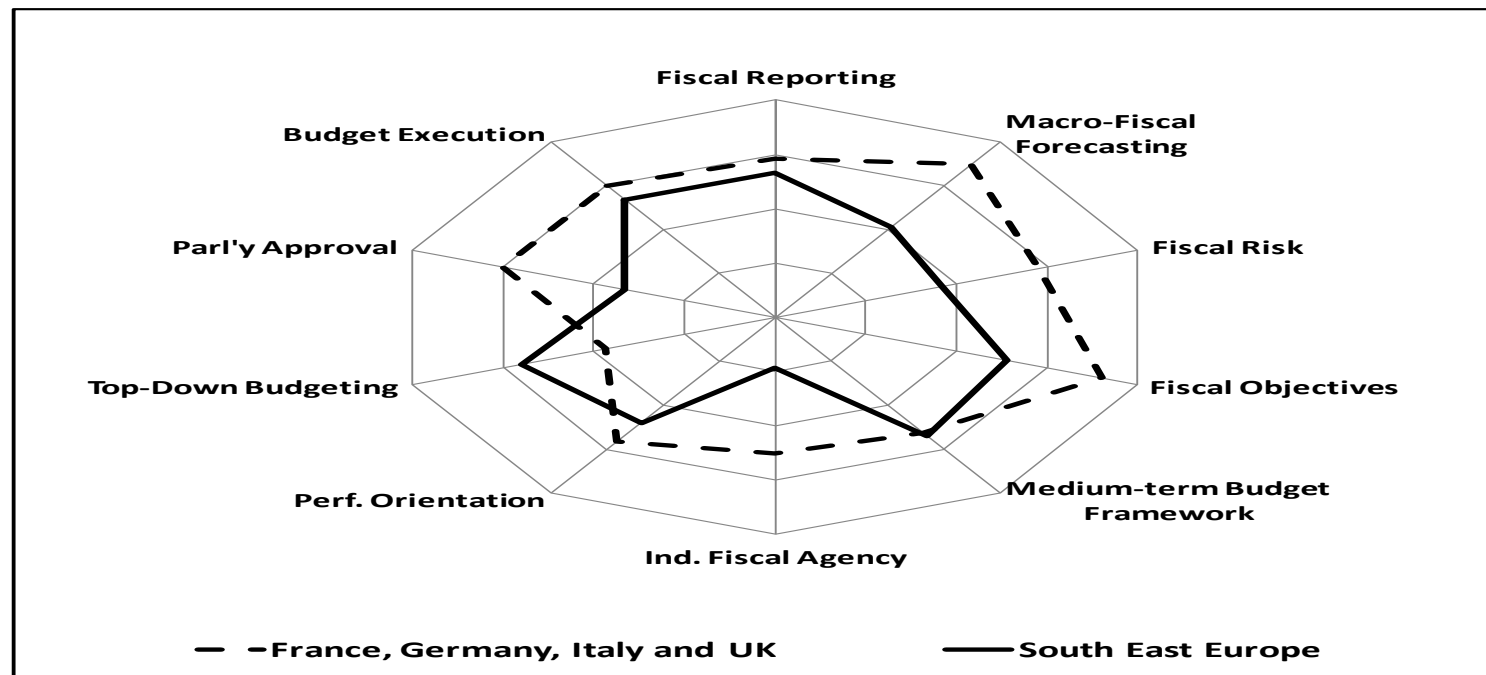 Fiscal Reporting
Macro-Fiscal
Forecasting
Budget Execution
Parl'y Approval
Fiscal Risk
Top-Down Budgeting
Fiscal Objectives
Perf. Orientation
Medium-term Budget
Framework
Ind. Fiscal Agency
France, Germany, Italy and UK
South East Europe